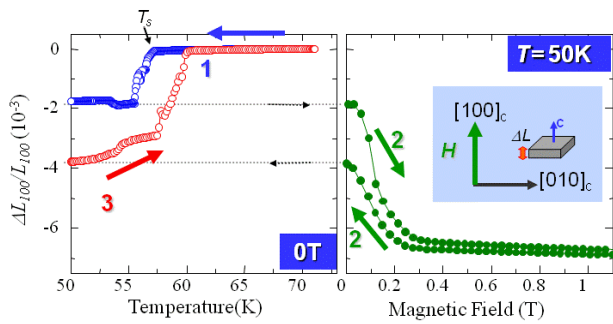 Ts
1
3
0T
0
-2
-4
-6
50
55
60
65
70
Temperature(K)
ΔL100/L100 (10-3)
T=50K
[100]c
H
ΔL
c
[010]c
2
2
0
0.2
0.4
0.6
0.8
1.0
Magnetic Field (T)